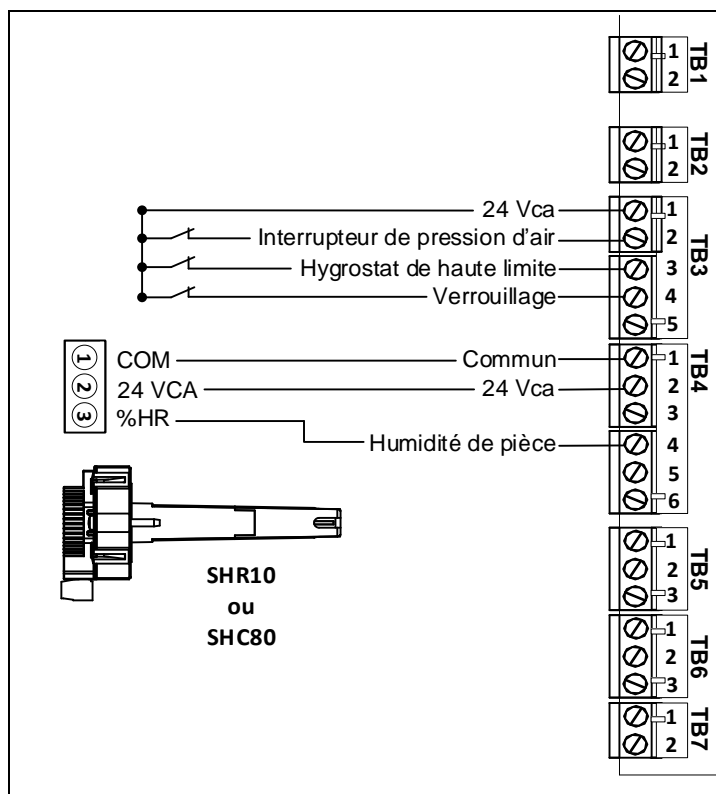 1
2
TB1
1
2
TB2
24 Vca
1
Interrupteur de pression d'air
2
Hygrostat de haute limite
3
Verrouillage
4
5
TB3
1 COM
Commun
1
2 24 VCA
24 Vca
2
3 %HR
3
Humidité de pièce
4
5
6
TB4
SHR10
ou
SHC80
1
2
3
TB5
1
2
3
TB6
1
2
TB7